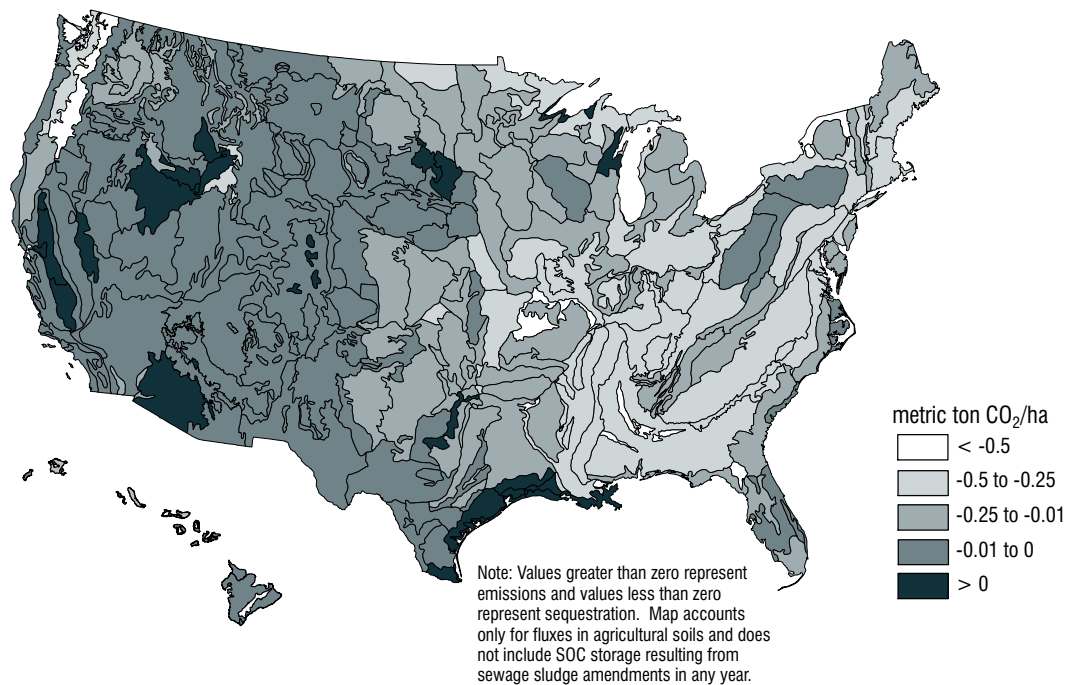 metric ton CO₂/ha
< -0.5
-0.5 to -0.25
-0.25 to -0.01
-0.01 to 0
> 0
Note: Values greater than zero represent
emissions and values less than zero
represent sequestration. Map accounts
only for fluxes in agricultural soils and does
not include SOC storage resulting from
sewage sludge amendments in any year.